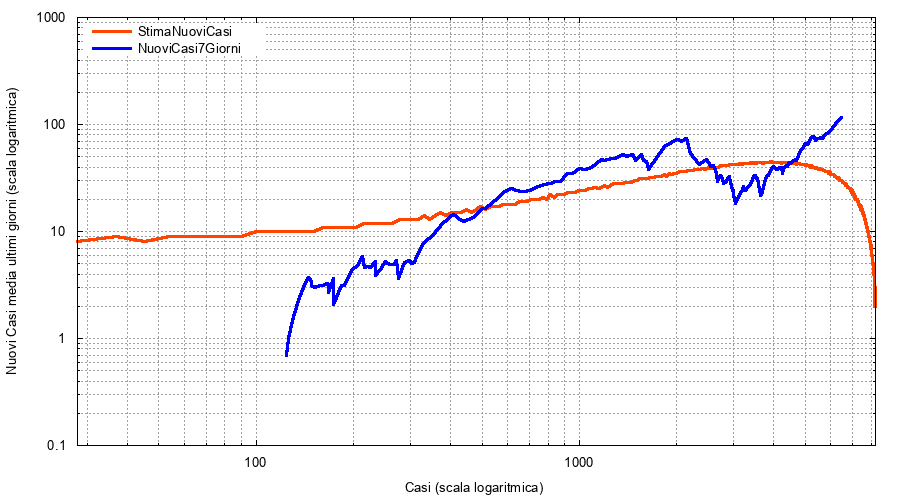 1000
StimaNuoviCasi
NuoviCasi7Giorni
100
10
1
0.1
100
1000
Nuovi Casi media ultimi giorni (scala logaritmica)
Casi (scala logaritmica)